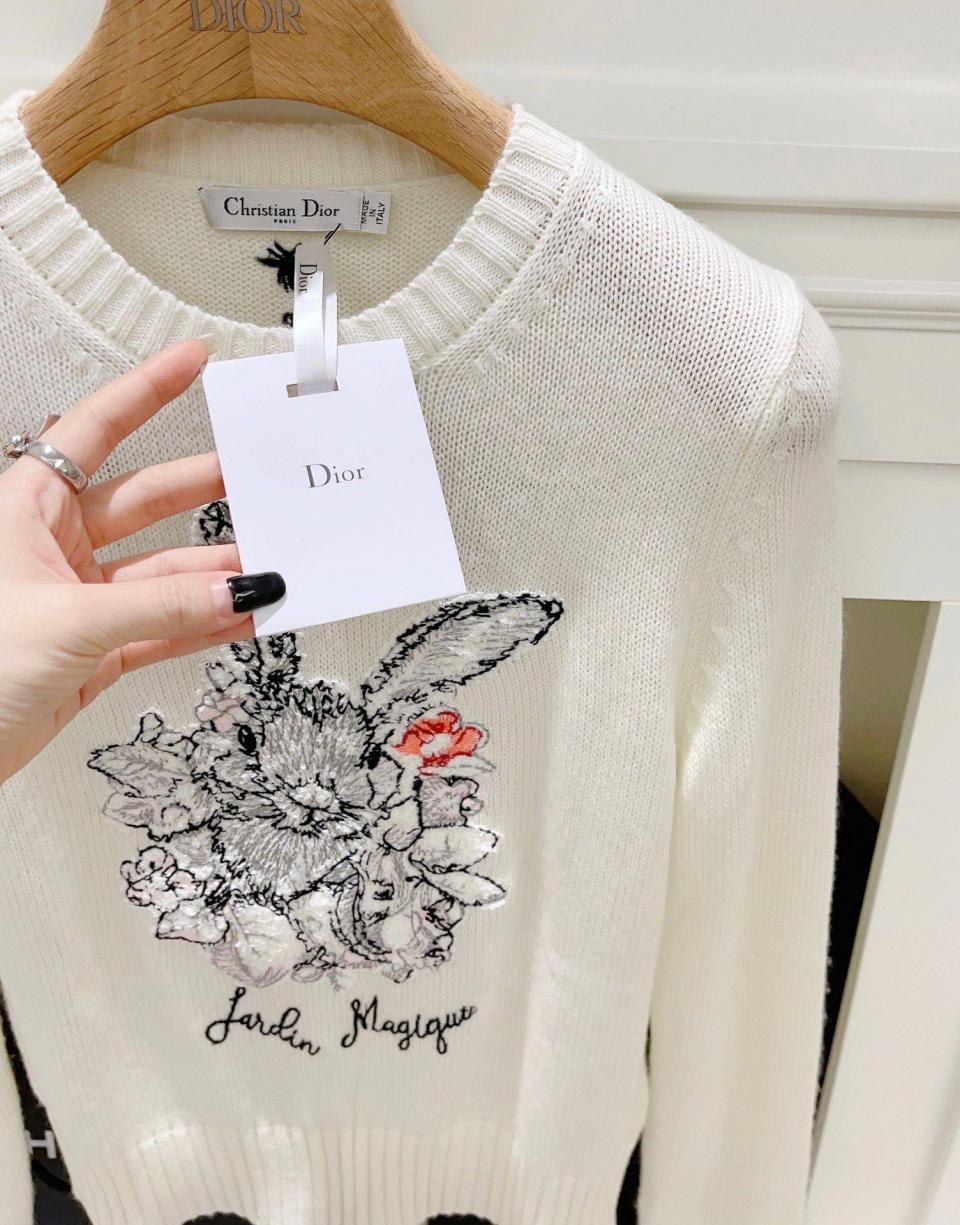 DIOR
Christian Dior
PARIS
MADE
IN
ITALY
Dior
Dior
Jardin Magique
H